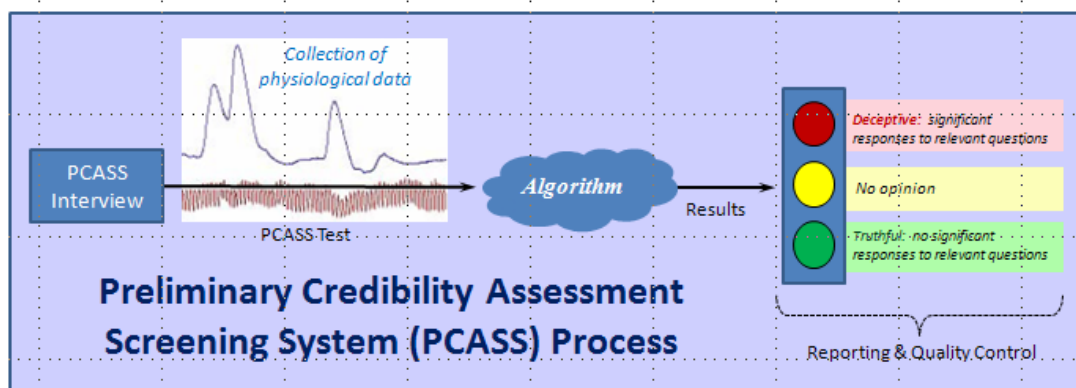 Collection of
physiological data
PCASS
Interview
PCASS Test
Algorithm
Results
Deceptive: significant
responses to relevant questions
No opinion
Truthful: no significant
responses to relevant questions
Preliminary Credibility Assessment
Screening System (PCASS) Process
Reporting & Quality Control